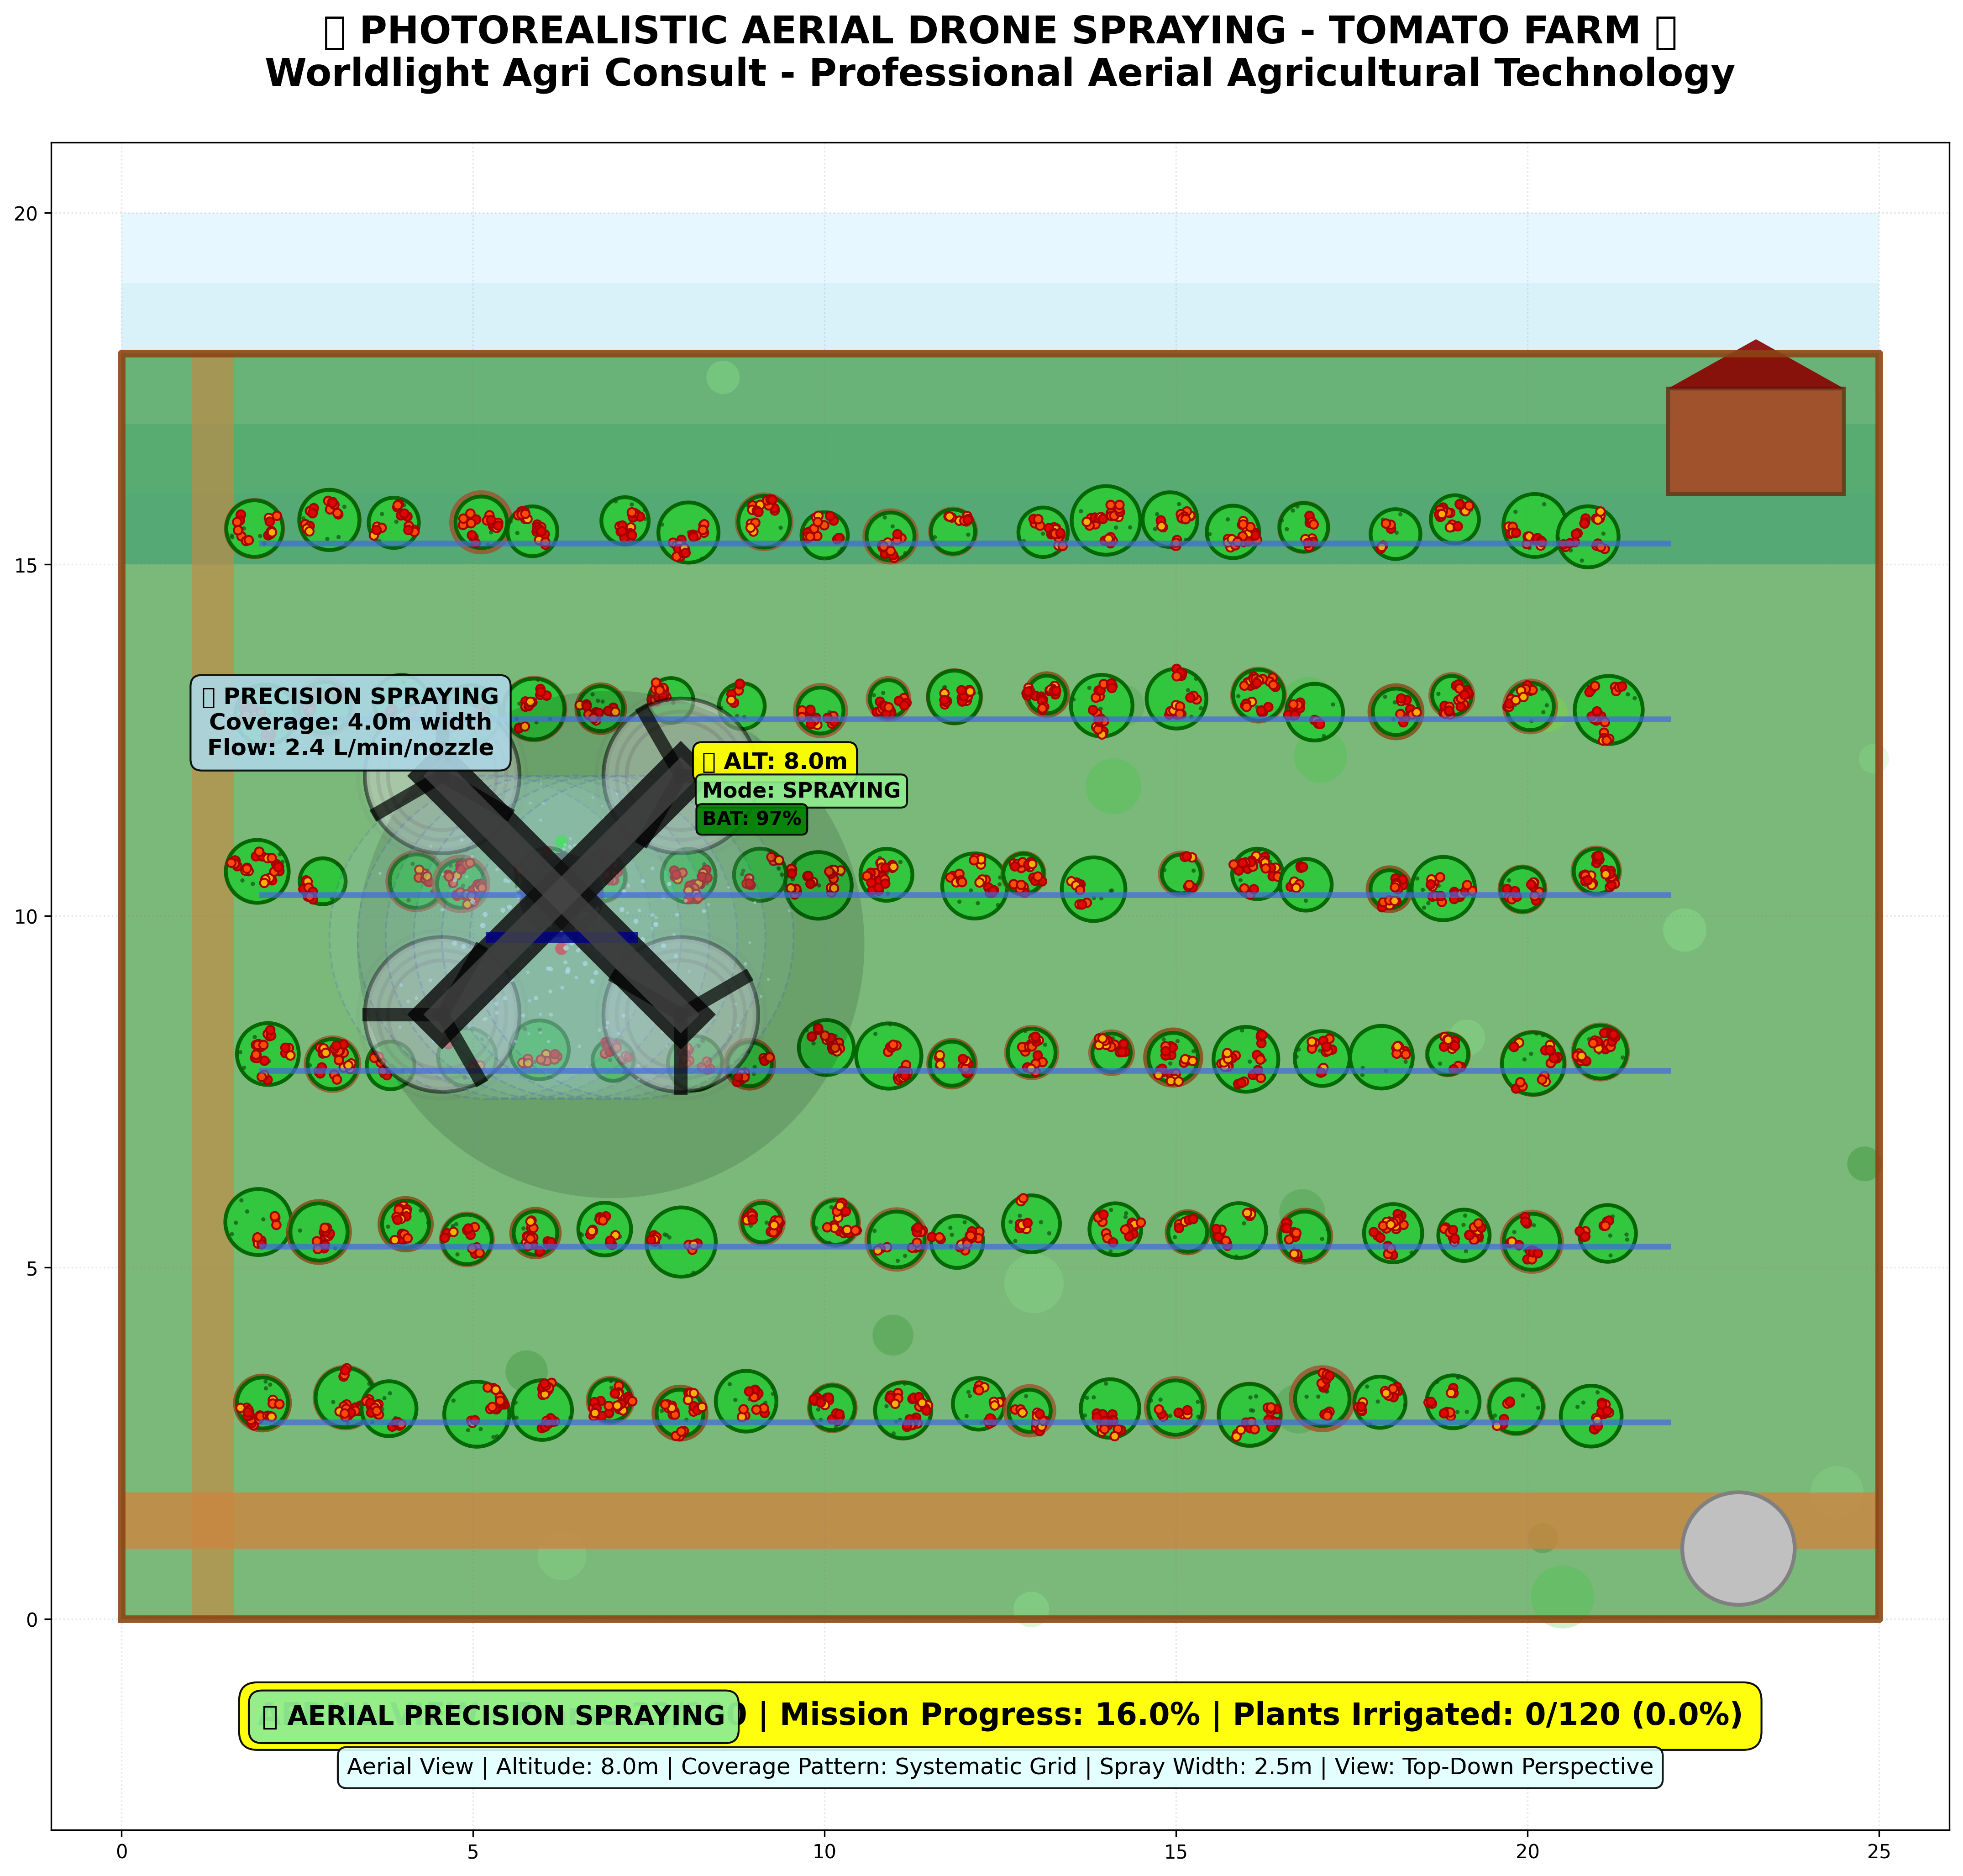 PHOTOREALISTIC AERIAL DRONE SPRAYING - TOMATO FARM
Worldlight Agri Consult - Professional Aerial Agricultural Technology
20
15
10
5
0
PRECISION SPRAYING
Coverage: 4.0m width
Flow: 2.4 L/min/nozzle
ALT: 8.0m
Mode: SPRAYING
BAT: 97%
AERIAL PRECISION SPRAYING
0 | Mission Progress: 16.0% | Plants Irrigated: 0/120 (0.0%)
Aerial View | Altitude: 8.0m | Coverage Pattern: Systematic Grid | Spray Width: 2.5m | View: Top-Down Perspective
0 5 10 15 20 25